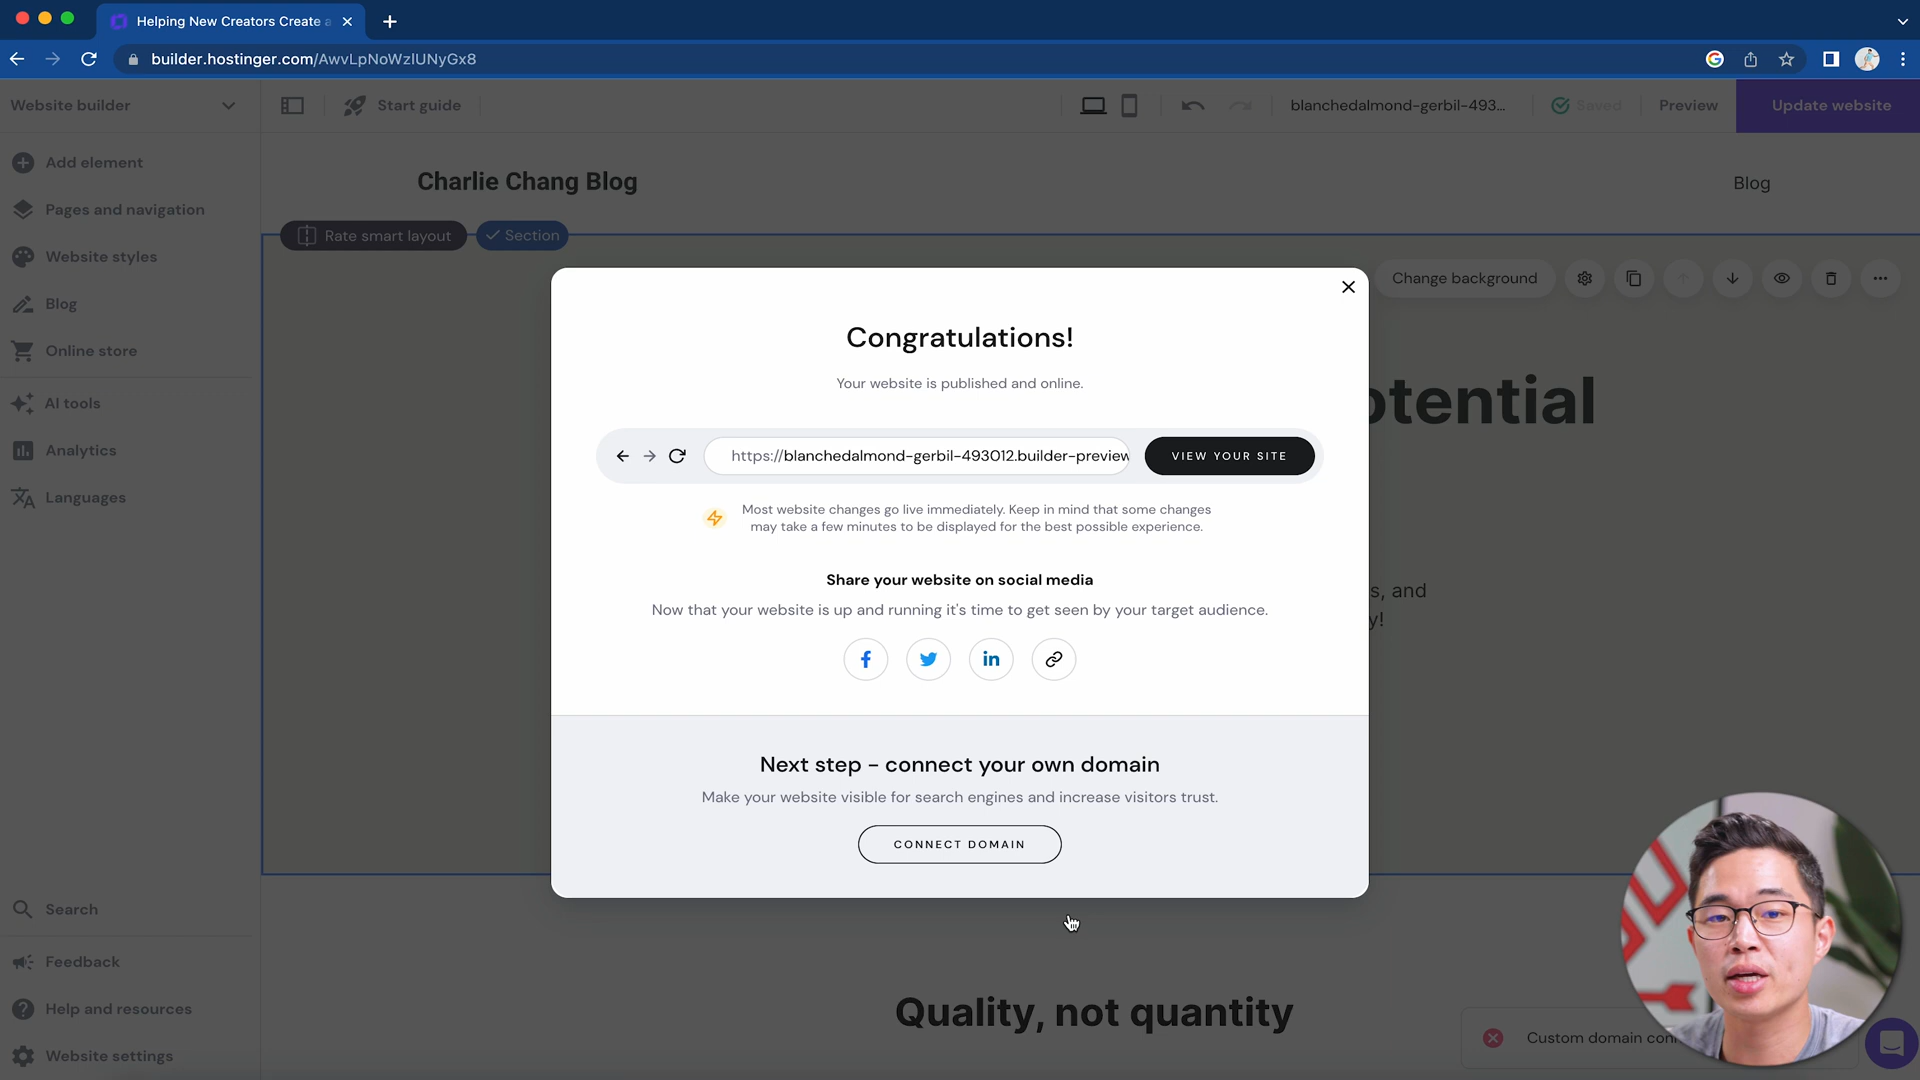 Helping New Creators Create a
builder.hostinger.com/AwvLpNoWzlUNyGx8
Website builder
Start guide
blanchedalmond-gerbil-493...
Saved
Preview
Update website
Add element
Pages and navigation
Website styles
Blog
Online store
AI tools
Analytics
Languages
Search
Feedback
Help and resources
Website settings
Charlie Chang Blog
Blog
Rate smart layout
Section
Change background
otential
s, and
y!
Congratulations!
Your website is published and online.
https://blanchedalmond-gerbil-493012.builder-preview
VIEW YOUR SITE
Most website changes go live immediately. Keep in mind that some changes
may take a few minutes to be displayed for the best possible experience.
Share your website on social media
Now that your website is up and running it's time to get seen by your target audience.
Next step - connect your own domain
Make your website visible for search engines and increase visitors trust.
CONNECT DOMAIN
Quality, not quantity
Custom domain con